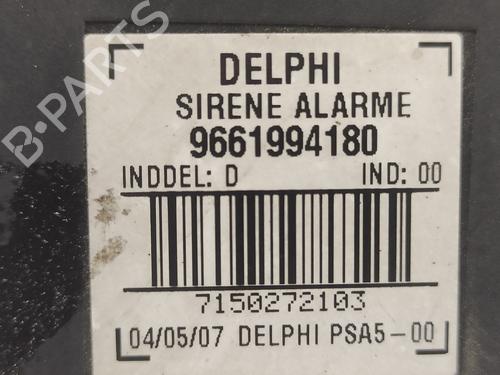 DELPHI
SIRENE ALARME
9661994180
INDDEL: D IND: 00
7150272103
04/05/07 DELPHI PSA5-00
B-PARTS